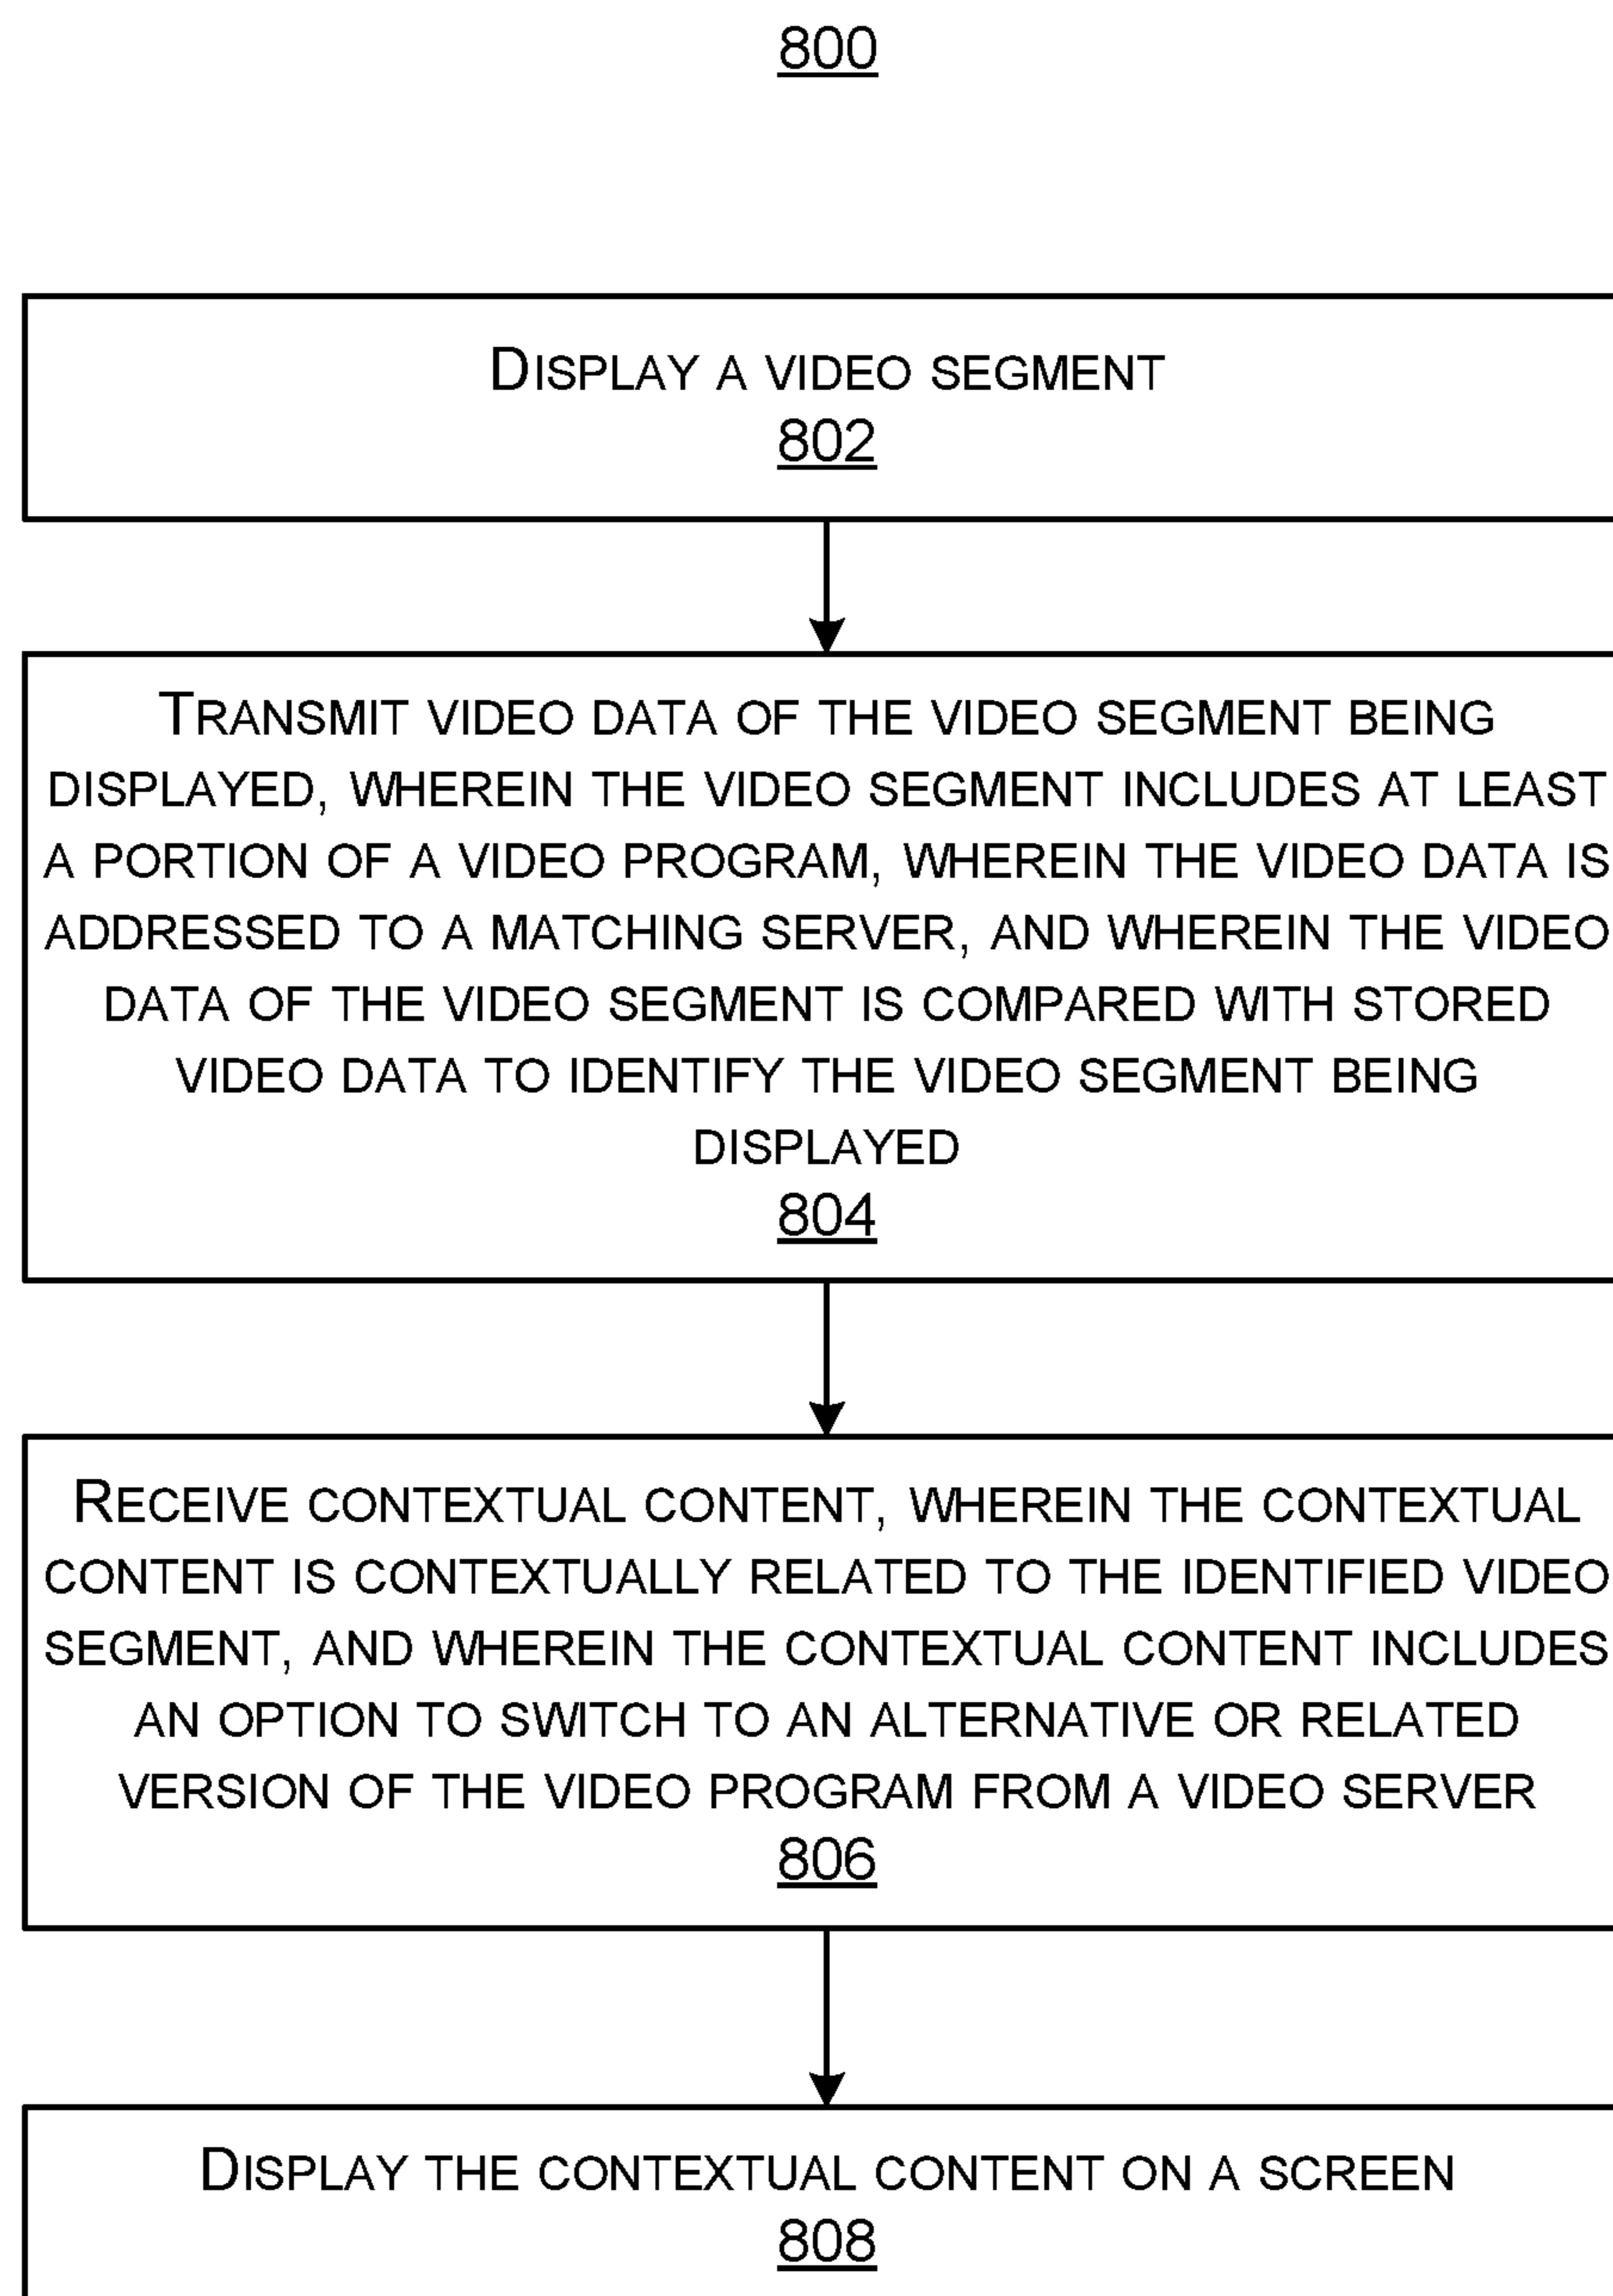 800
DISPLAY A VIDEO SEGMENT
802
TRANSMIT VIDEO DATA OF THE VIDEO SEGMENT BEING
DISPLAYED, WHEREIN THE VIDEO SEGMENT INCLUDES AT LEAST
A PORTION OF A VIDEO PROGRAM, WHEREIN THE VIDEO DATA IS
ADDRESSED TO A MATCHING SERVER, AND WHEREIN THE VIDEO
DATA OF THE VIDEO SEGMENT IS COMPARED WITH STORED
VIDEO DATA TO IDENTIFY THE VIDEO SEGMENT BEING
DISPLAYED
804
RECEIVE CONTEXTUAL CONTENT, WHEREIN THE CONTEXTUAL
CONTENT IS CONTEXTUALLY RELATED TO THE IDENTIFIED VIDEO
SEGMENT, AND WHEREIN THE CONTEXTUAL CONTENT INCLUDES
AN OPTION TO SWITCH TO AN ALTERNATIVE OR RELATED
VERSION OF THE VIDEO PROGRAM FROM A VIDEO SERVER
806
DISPLAY THE CONTEXTUAL CONTENT ON A SCREEN
808